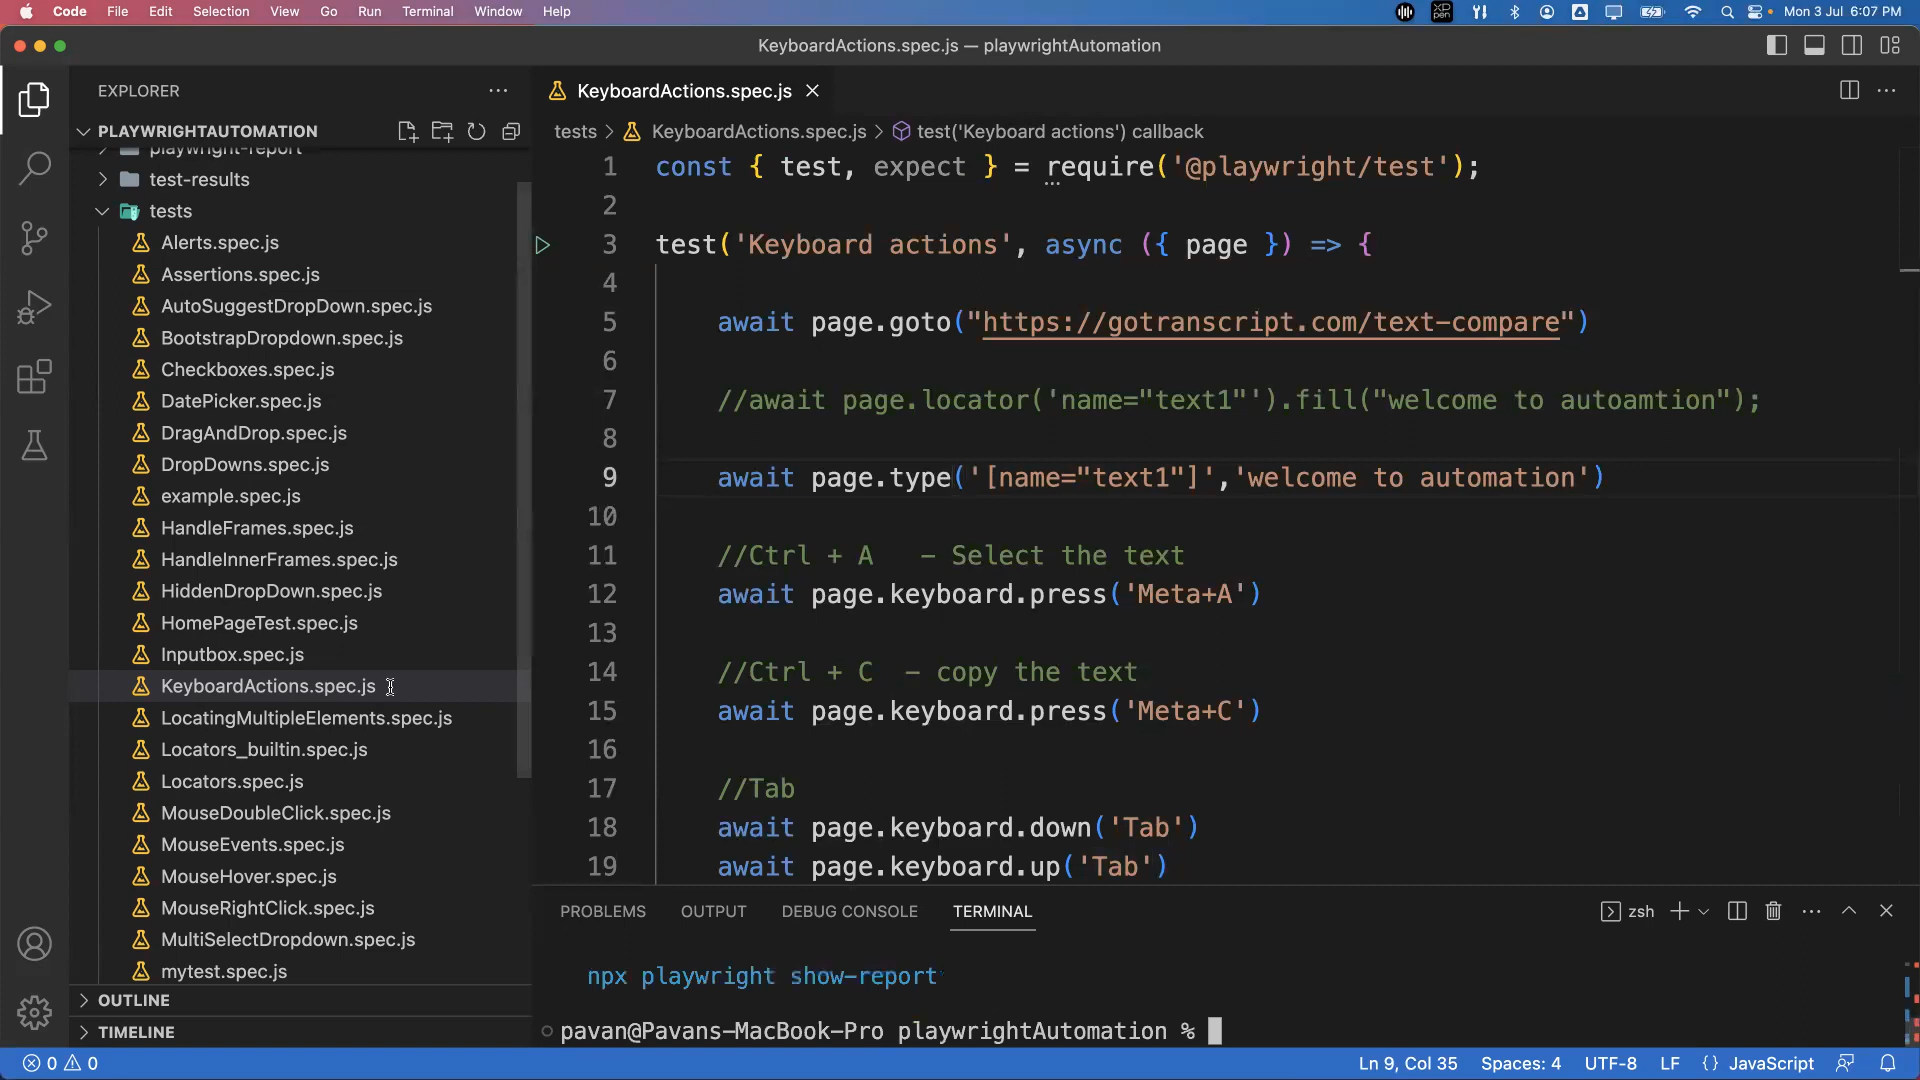 Code File Edit Selection View Go Run Terminal Window Help
XP PEN
Mon 3 Jul 6:07 PM
KeyboardActions.spec.js — playwrightAutomation
EXPLORER
PLAYWRIGHTAUTOMATION
playwright-report
test-results
tests
Alerts.spec.js
Assertions.spec.js
AutoSuggestDropDown.spec.js
BootstrapDropdown.spec.js
Checkboxes.spec.js
DatePicker.spec.js
DragAndDrop.spec.js
DropDowns.spec.js
example.spec.js
HandleFrames.spec.js
HandleInnerFrames.spec.js
HiddenDropDown.spec.js
HomePageTest.spec.js
Inputbox.spec.js
KeyboardActions.spec.js
LocatingMultipleElements.spec.js
Locators_builtin.spec.js
Locators.spec.js
MouseDoubleClick.spec.js
MouseEvents.spec.js
MouseHover.spec.js
MouseRightClick.spec.js
MultiSelectDropdown.spec.js
mytest.spec.js
OUTLINE
TIMELINE
KeyboardActions.spec.js
tests > KeyboardActions.spec.js > test('Keyboard actions') callback
1 const { test, expect } = require('@playwright/test');
2
3 test('Keyboard actions', async ({ page }) => {
4
5 await page.goto("https://gotranscript.com/text-compare")
6
7 //await page.locator('name="text1"').fill("welcome to autoamtion");
8
9 await page.type('[name="text1"]','welcome to automation')
10
11 //Ctrl + A - Select the text
12 await page.keyboard.press('Meta+A')
13
14 //Ctrl + C - copy the text
15 await page.keyboard.press('Meta+C')
16
17 //Tab
18 await page.keyboard.down('Tab')
19 await page.keyboard.up('Tab')
PROBLEMS OUTPUT DEBUG CONSOLE TERMINAL
zsh
npx playwright show-report
pavan@Pavans-MacBook-Pro playwrightAutomation %
0 0
Ln 9, Col 35 Spaces: 4 UTF-8 LF {} JavaScript